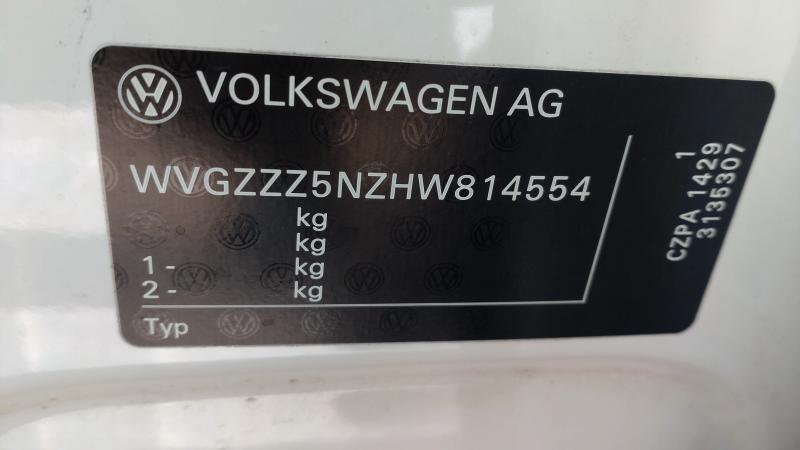 VOLKSWAGEN AG
WVGZZZ5NZHW814554
kg
kg
1 - kg
2 - kg
Typ
1
CZPA 1429
3135307